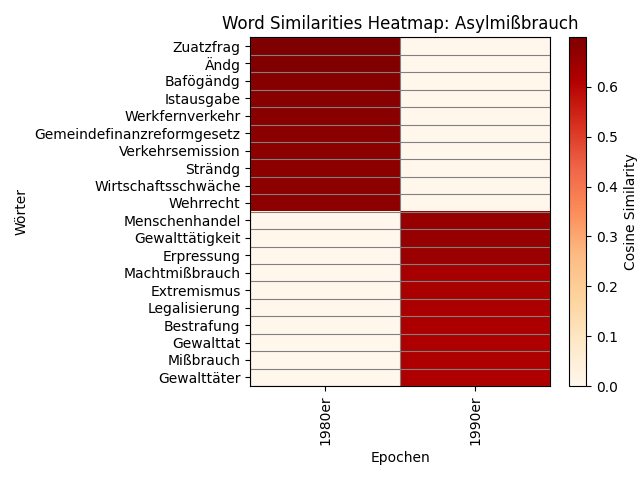 Word Similarities Heatmap: Asylmißbrauch
Zuatzfrag
Ändg
Bafögändg
Istausgabe
Werkfernverkehr
Gemeindefinanzreformgesetz
Verkehrsemission
Strändg
Wirtschaftsschwäche
Wehrrecht
Menschenhandel
Gewalttätigkeit
Erpressung
Machtmißbrauch
Extremismus
Legalisierung
Bestrafung
Gewalttat
Mißbrauch
Gewalttäter
Wörter
1980er
1990er
Epochen
0.6
0.5
0.4
0.3
0.2
0.1
0.0
Cosine Similarity